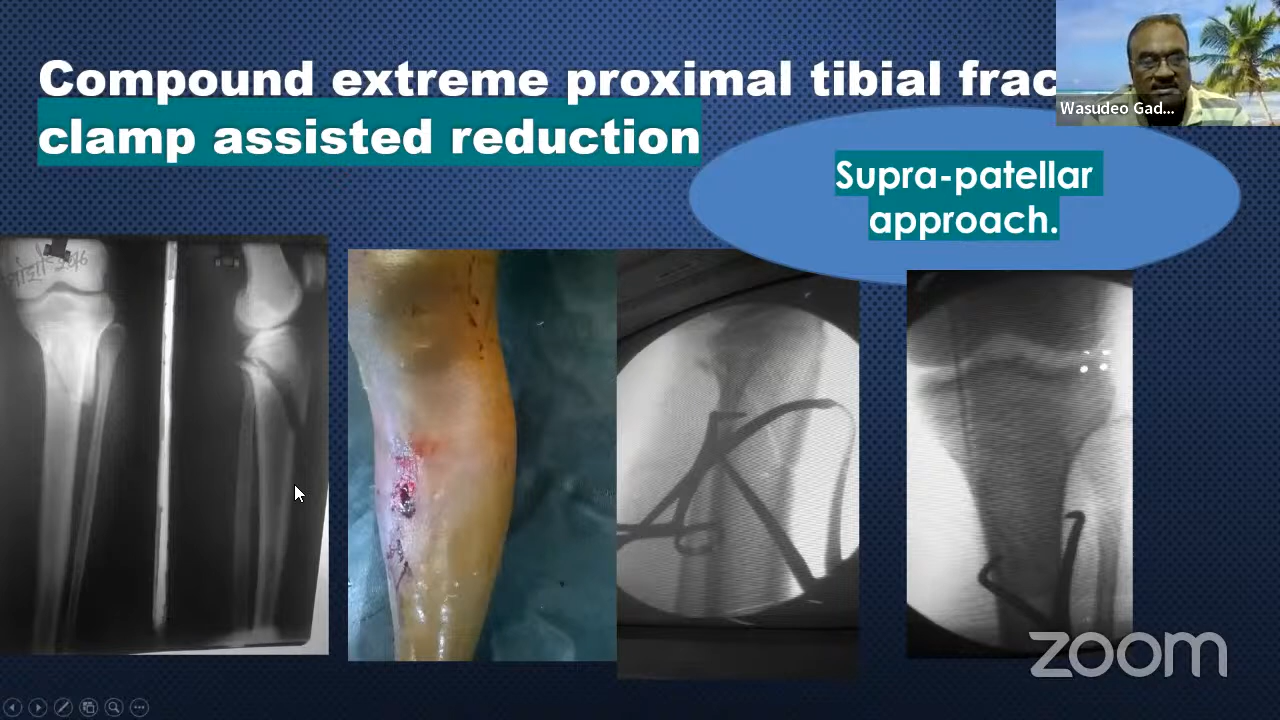 Compound extreme proximal tibial frac
clamp assisted reduction
Wasudeo Gad...
Supra-patellar
approach.
zoom